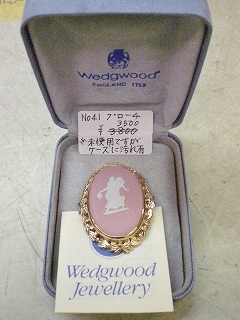 Wedgwood®
ENGLAND 1759
No41 ブローチ
3500
¥ 3800
※未使用ですが
ケースに汚れ有
Wedgwood
Jewellery